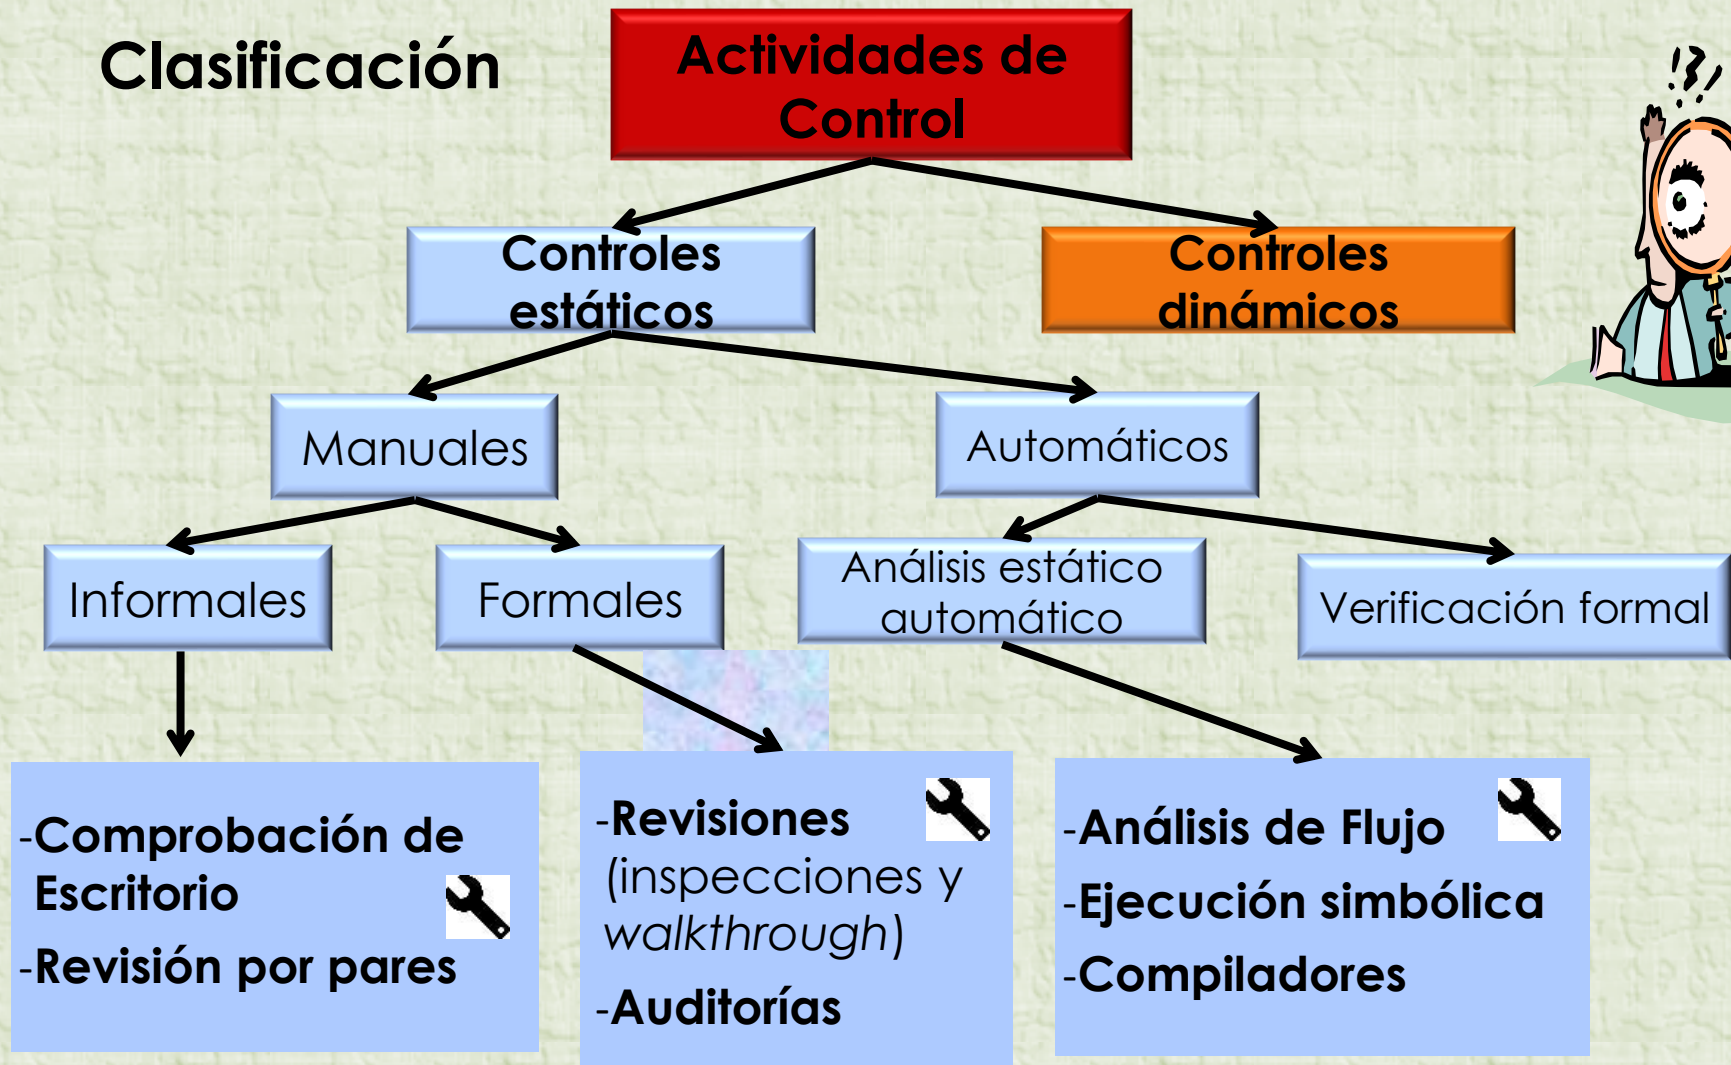 Clasificación
Actividades de
Control
!?,
Controles
estáticos
Controles
dinámicos
Manuales
Automáticos
Informales
Formales
Análisis estático
automático
Verificación formal
-Comprobación de
Escritorio
-Revisión por pares
-Revisiones
(inspecciones y
walkthrough)
-Auditorías
-Análisis de Flujo
-Ejecución simbólica
-Compiladores